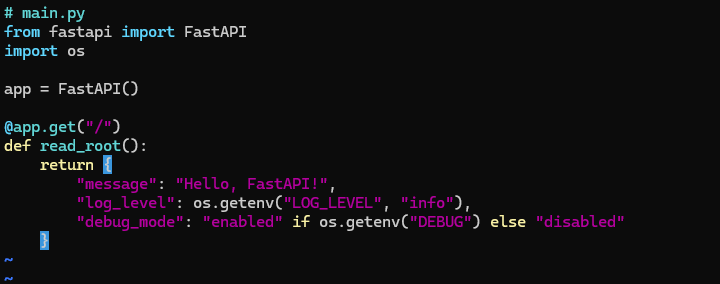 # main.py
from fastapi import FastAPI
import os

app = FastAPI()

@app.get("/")
def read_root():
    return {
        "message": "Hello, FastAPI!",
        "log_level": os.getenv("LOG_LEVEL", "info"),
        "debug_mode": "enabled" if os.getenv("DEBUG") else "disabled"
    }
~
~